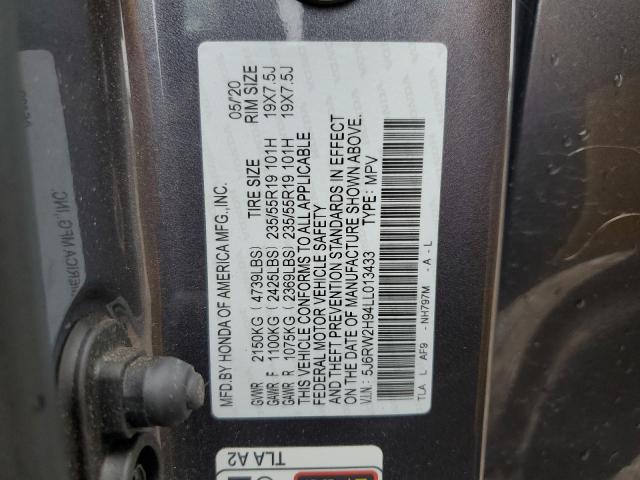 MFD.BY HONDA OF AMERICA MFG.,INC. 05/20
TIRE SIZE RIM SIZE
GVWR 2150KG (4739LBS)
GAWR F 1100KG (2425LBS) 235/55R19 101H 19X7.5J
GAWR R 1075KG (2369LBS) 235/55R19 101H 19X7.5J
THIS VEHICLE CONFORMS TO ALL APPLICABLE
FEDERAL MOTOR VEHICLE SAFETY
AND THEFT PREVENTION STANDARDS IN EFFECT
ON THE DATE OF MANUFACTURE SHOWN ABOVE.
V.I.N.: 5J6RW2H94LL013433 TYPE: MPV
TLA L AF9 - NH797M - A - L
TLA A2
MERICA MFG.,INC